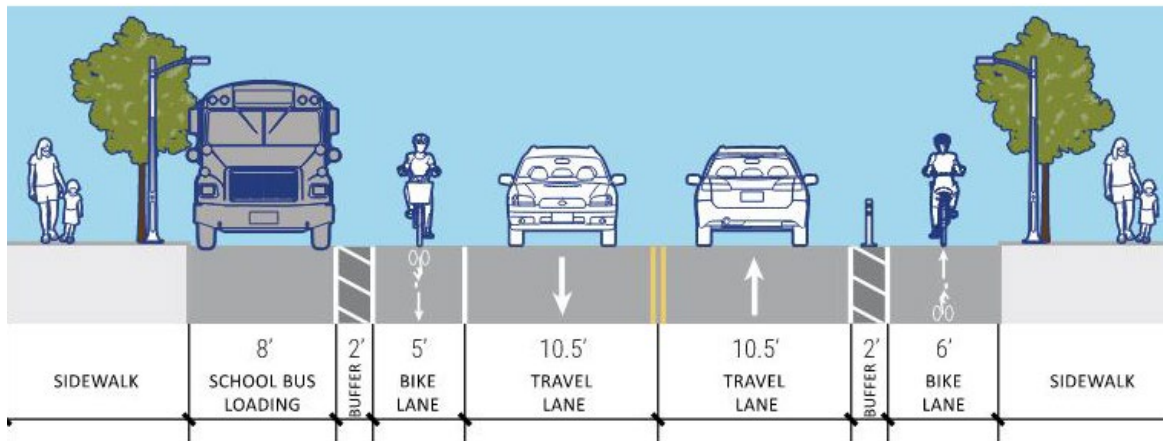 8’ 2’ 5’ 10.5’ 10.5’ 2’ 6’
SIDEWALK
SCHOOL BUS
LOADING
BUFFER
BIKE
LANE
TRAVEL
LANE
TRAVEL
LANE
BUFFER
BIKE
LANE
SIDEWALK